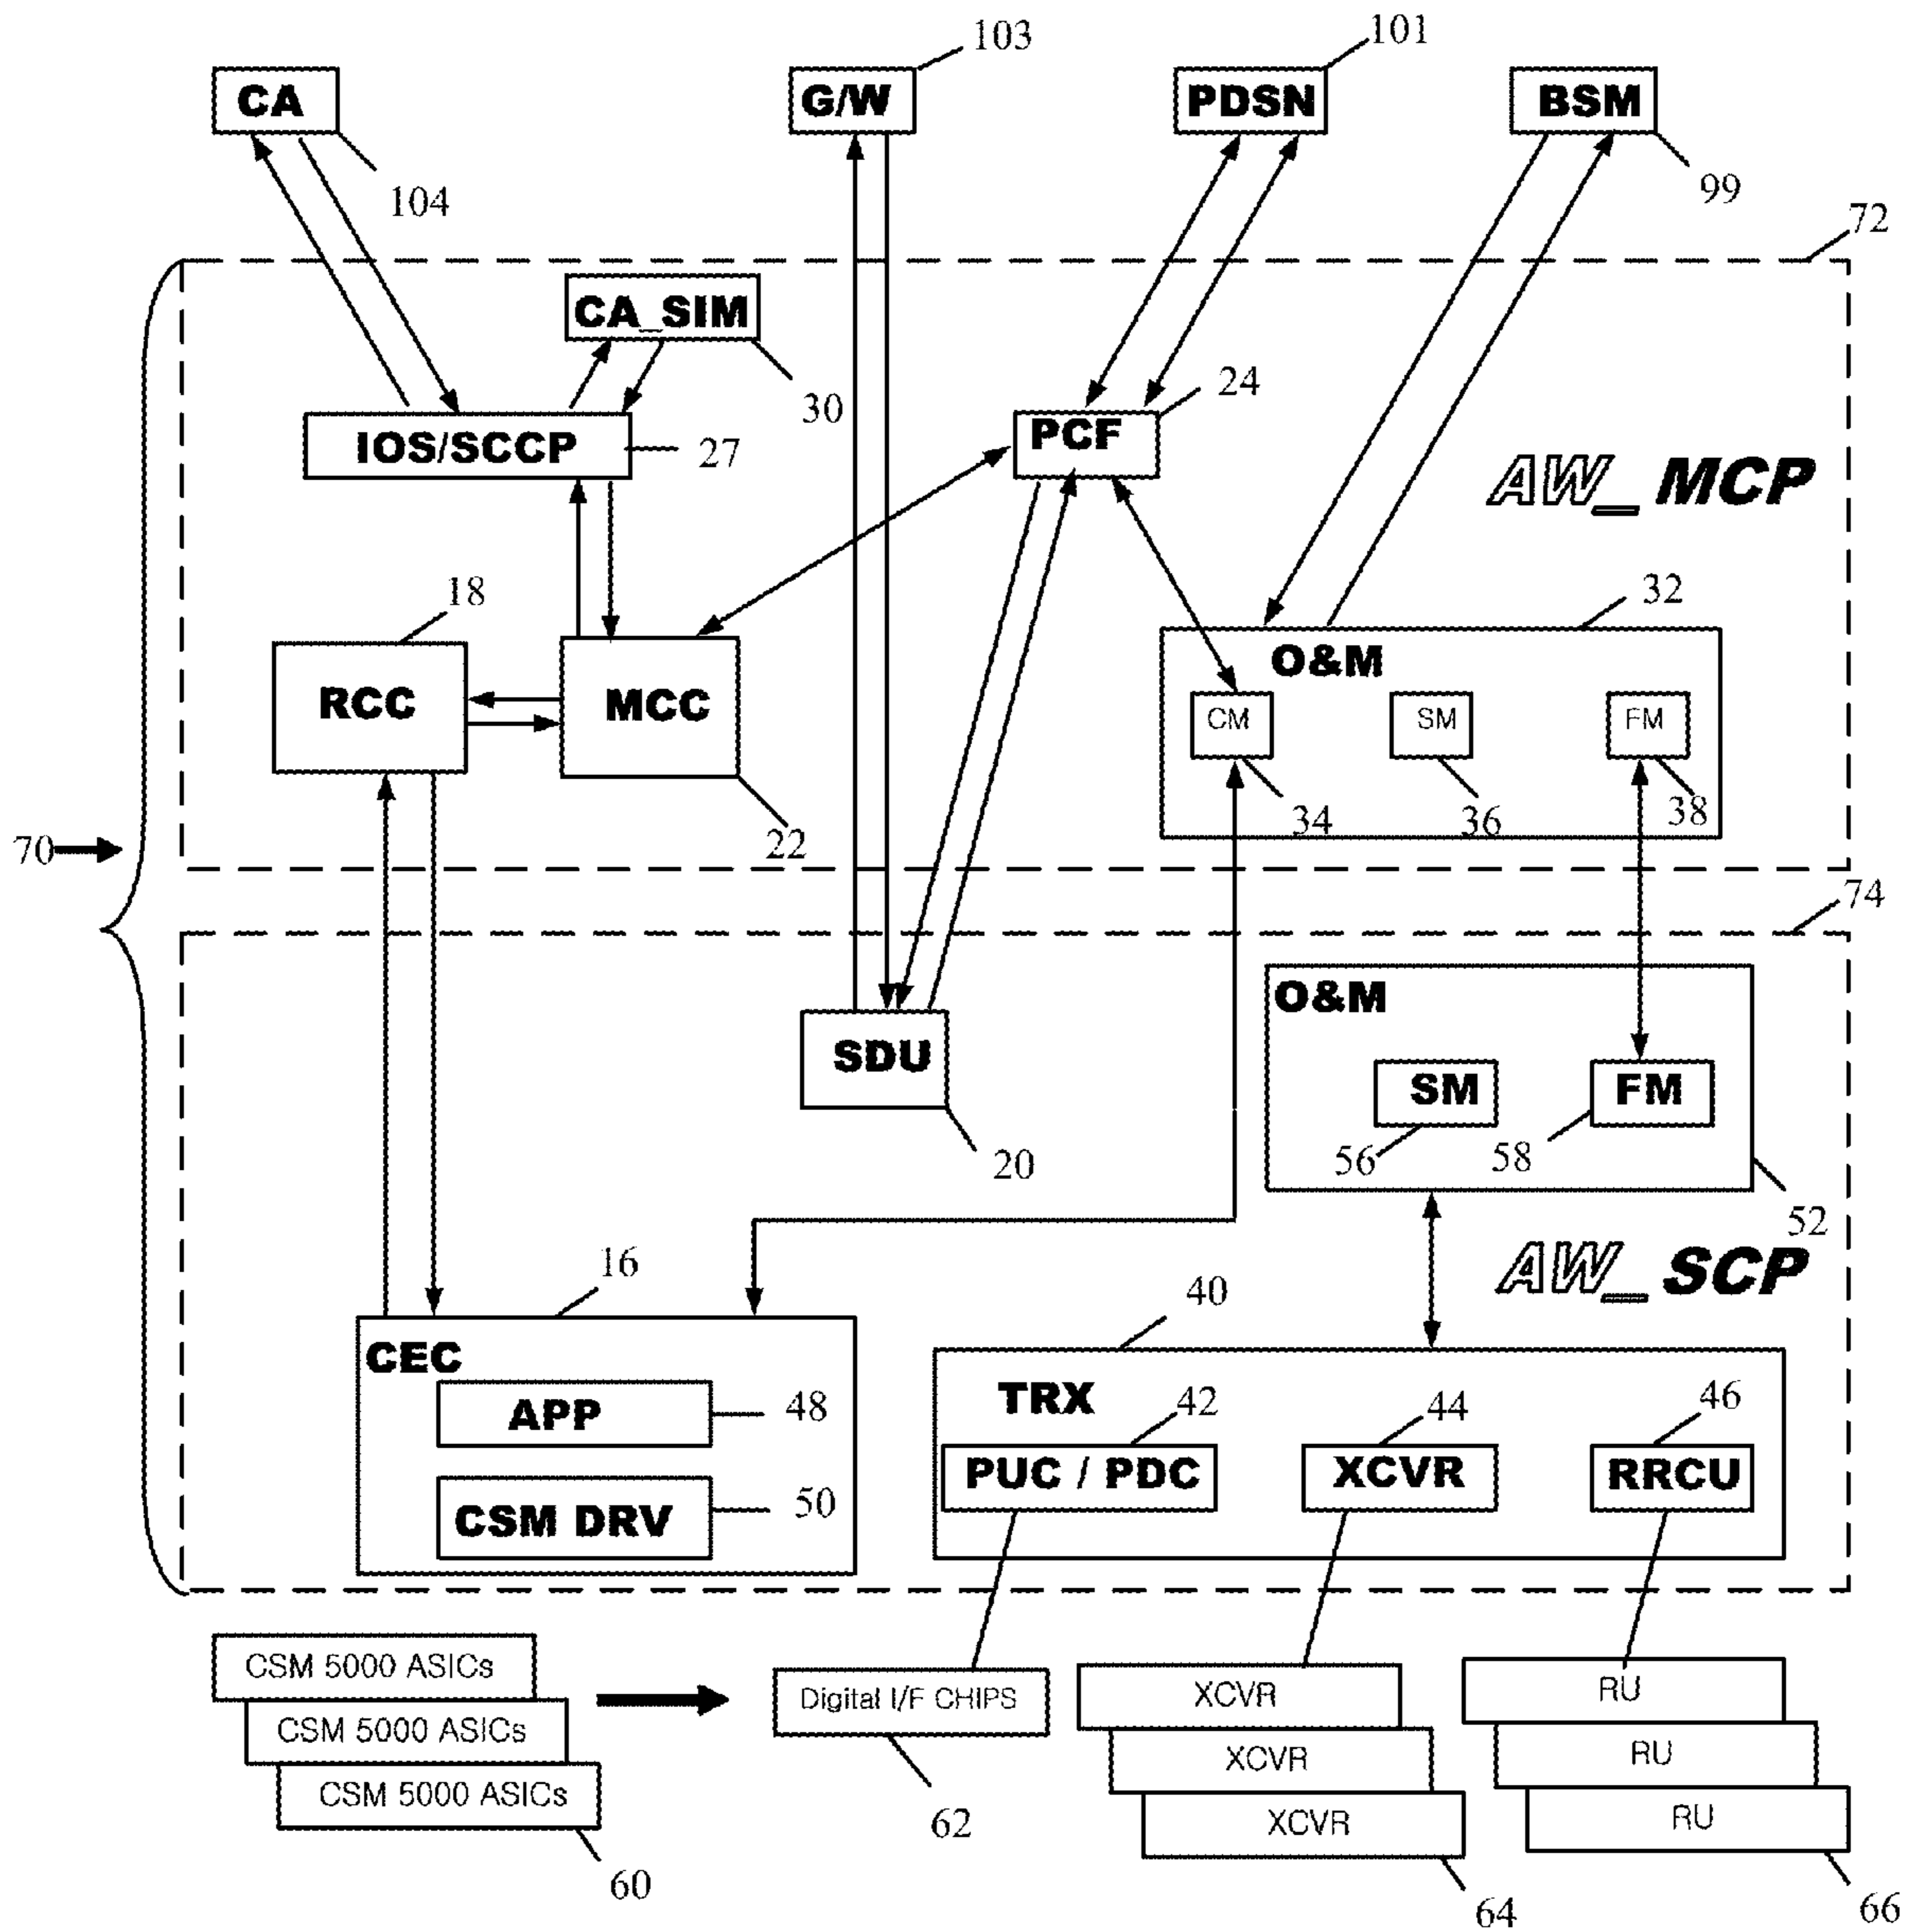 103
101
CA
G/W
PDSN
BSM
104
99
72
CA_SIM
30
24
IOS/SCCP
27
PCF
AW_MCP
18
32
RCC
MCC
O&M
CM
SM
FM
34
36
38
22
70
74
O&M
SDU
SM
FM
20
56
58
52
16
AW_SCP
40
CEC
APP
48
TRX
42
44
46
PUC / PDC
XCVR
RRCU
CSM DRV
50
CSM 5000 ASICs
CSM 5000 ASICs
CSM 5000 ASICs
Digital I/F CHIPS
XCVR
XCVR
XCVR
RU
RU
RU
60
62
64
66